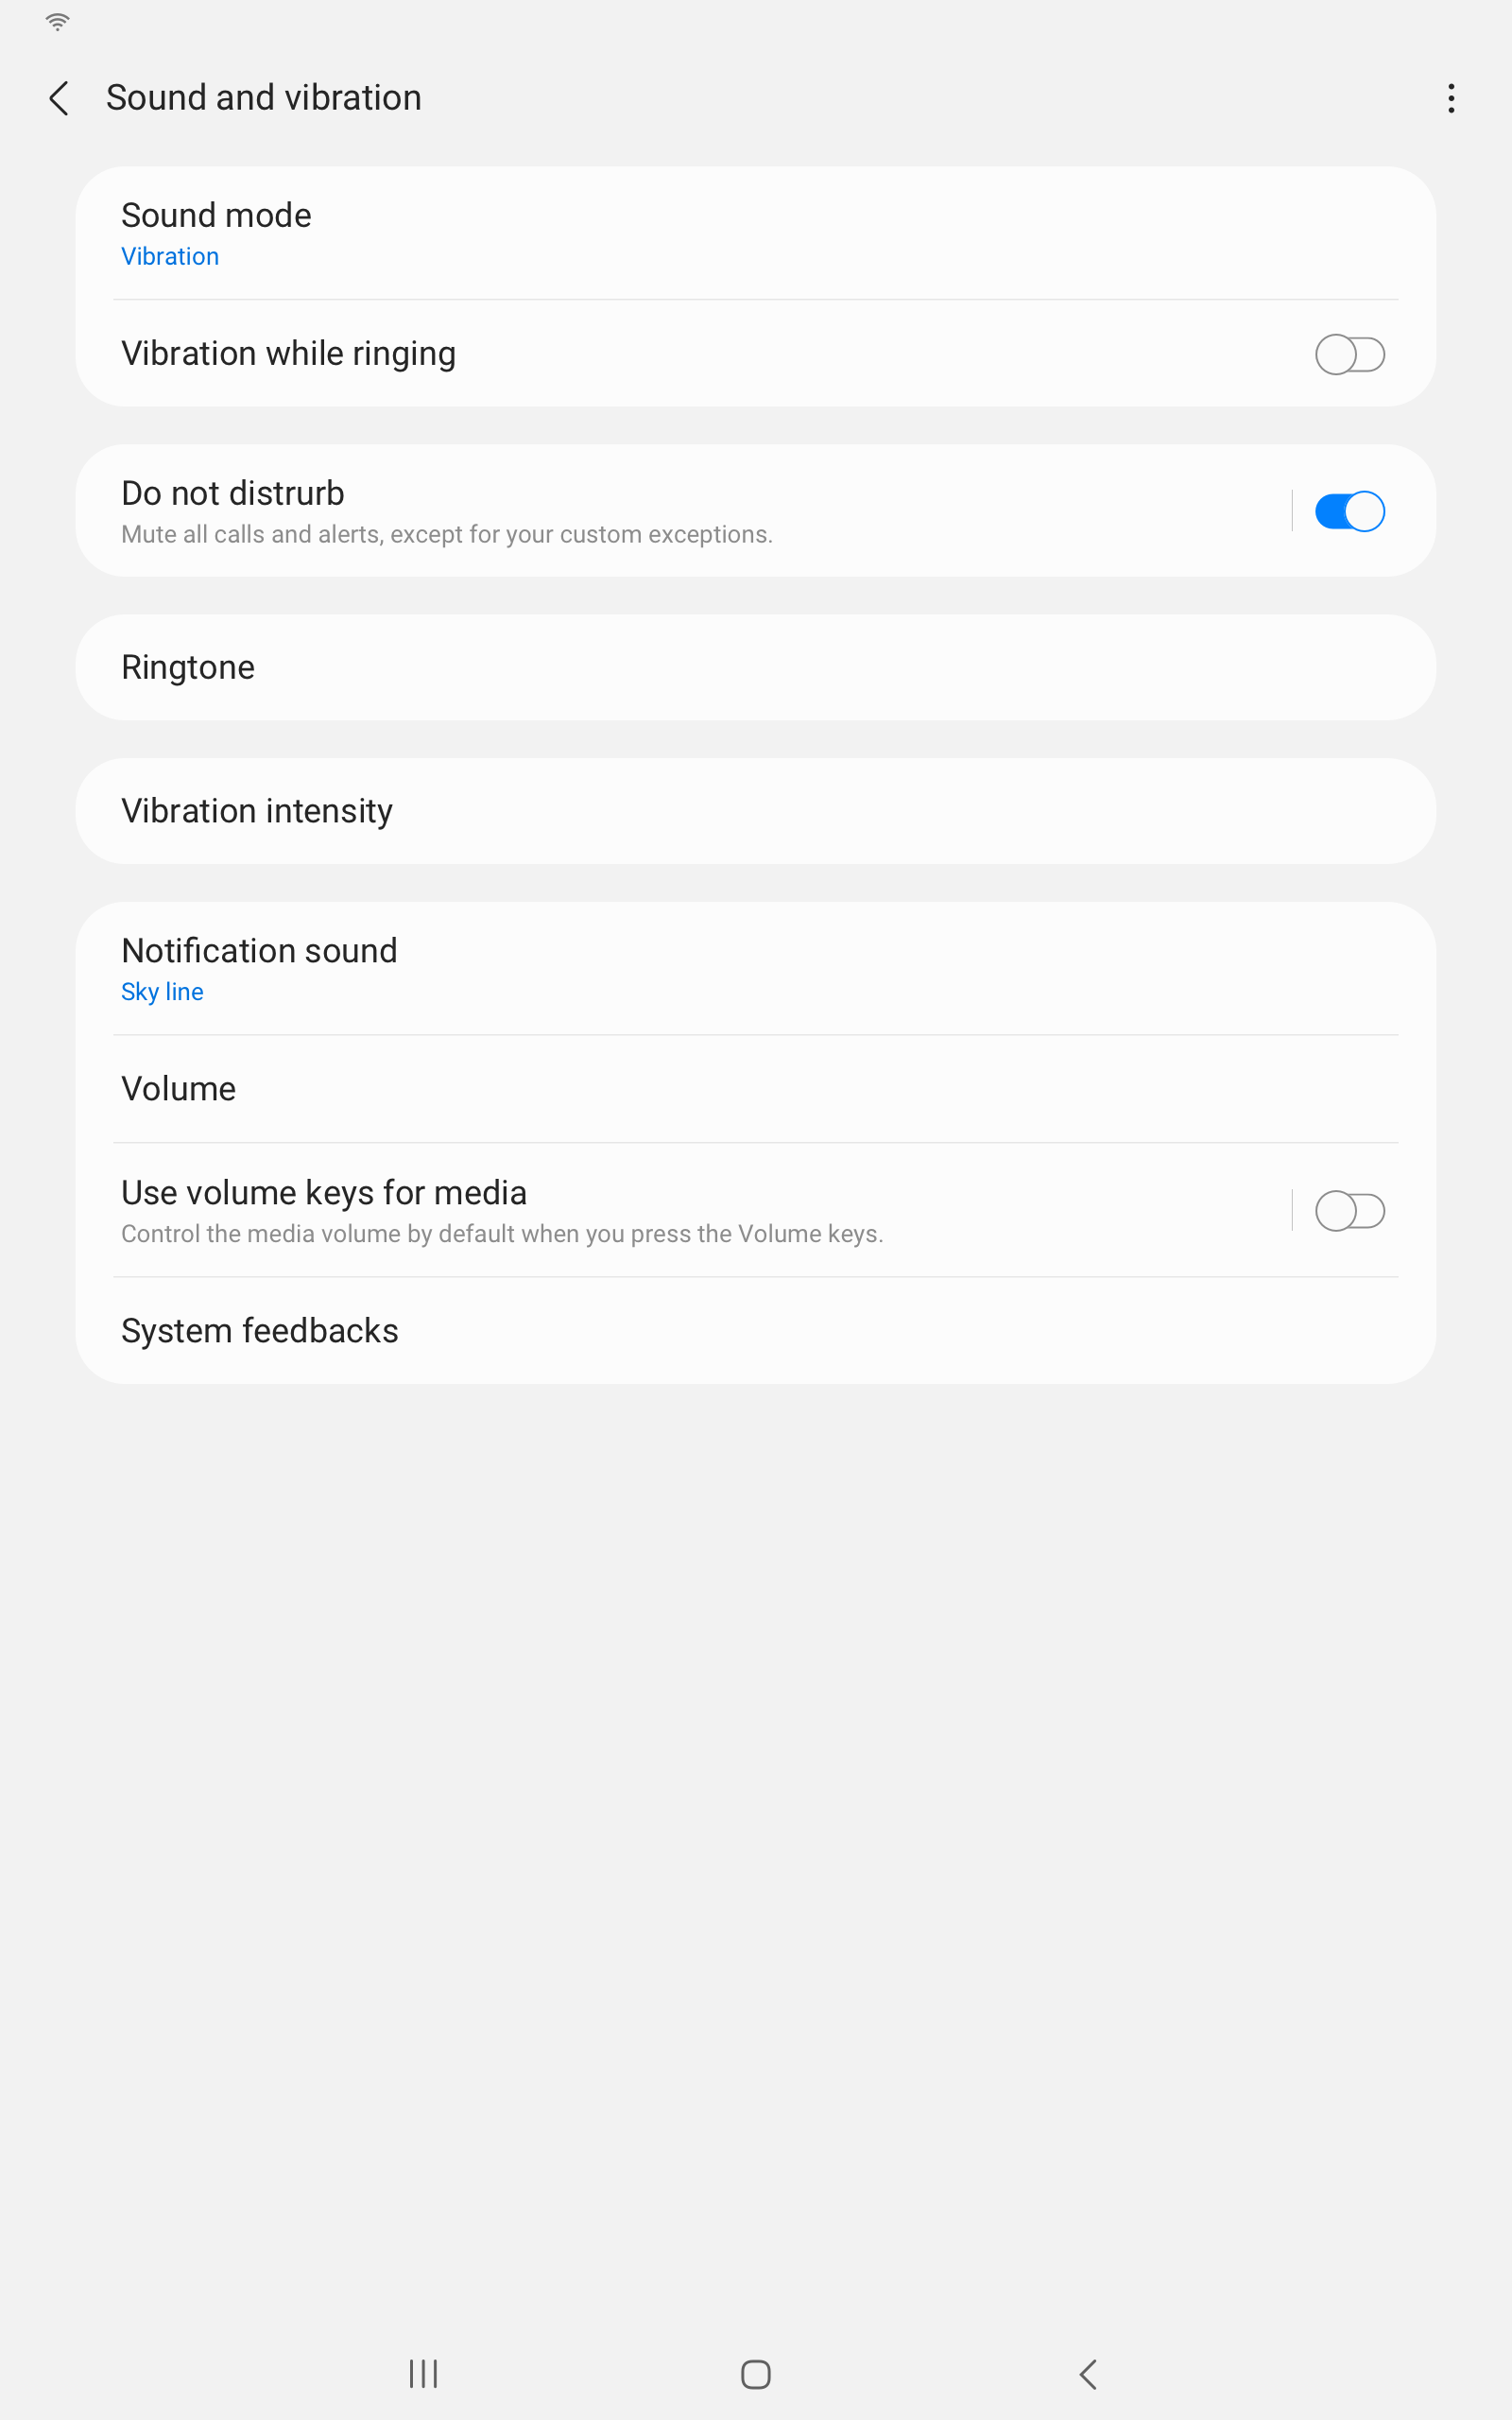 Sound and vibration
Sound mode
Vibration
Vibration while ringing
Do not distrurb
Mute all calls and alerts, except for your custom exceptions.
Ringtone
Vibration intensity
Notification sound
Sky line
Volume
Use volume keys for media
Control the media volume by default when you press the Volume keys.
System feedbacks